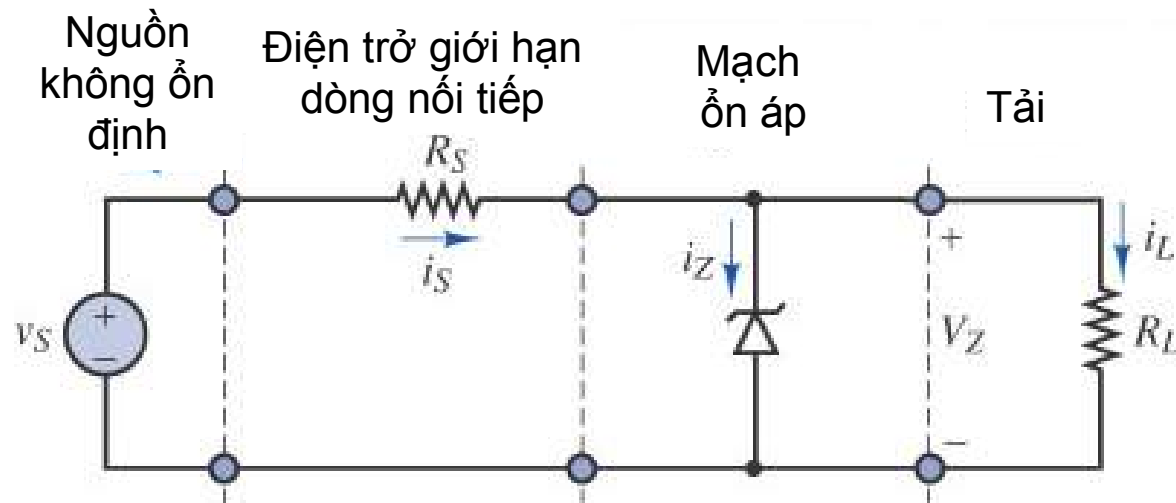 Nguồn
không ổn
định
Điện trở giới hạn
dòng nối tiếp
Mạch
ổn áp
Tải
R_S
i_S
i_Z
+
i_L
v_S
+
−
V_Z
R_L
−